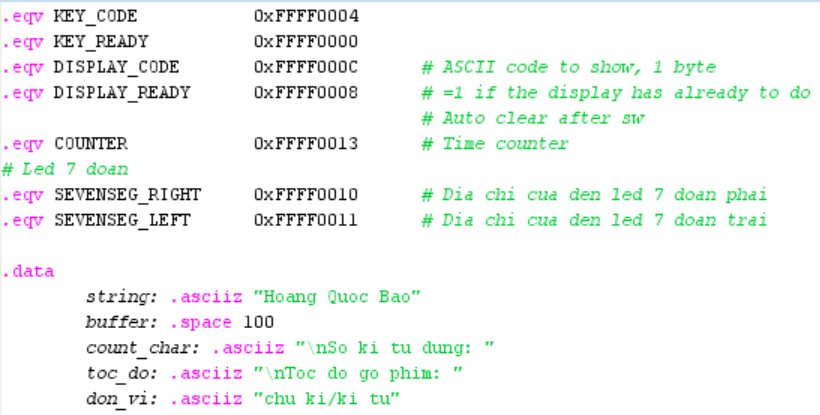 .eqv KEY_CODE 0xFFFF0004
.eqv KEY_READY 0xFFFF0000
.eqv DISPLAY_CODE 0xFFFF000C # ASCII code to show, 1 byte
.eqv DISPLAY_READY 0xFFFF0008 # =1 if the display has already to do
# Auto clear after sw
.eqv COUNTER 0xFFFF0013 # Time counter
# Led 7 doan
.eqv SEVENSEG_RIGHT 0xFFFF0010 # Dia chi cua den led 7 doan phai
.eqv SEVENSEG_LEFT 0xFFFF0011 # Dia chi cua den led 7 doan trai
.data
string: .asciiz "Hoang Quoc Bao"
buffer: .space 100
count_char: .asciiz "\nSo ki tu dung: "
toc_do: .asciiz "\nToc do go phim: "
don_vi: .asciiz "chu ki/ki tu"